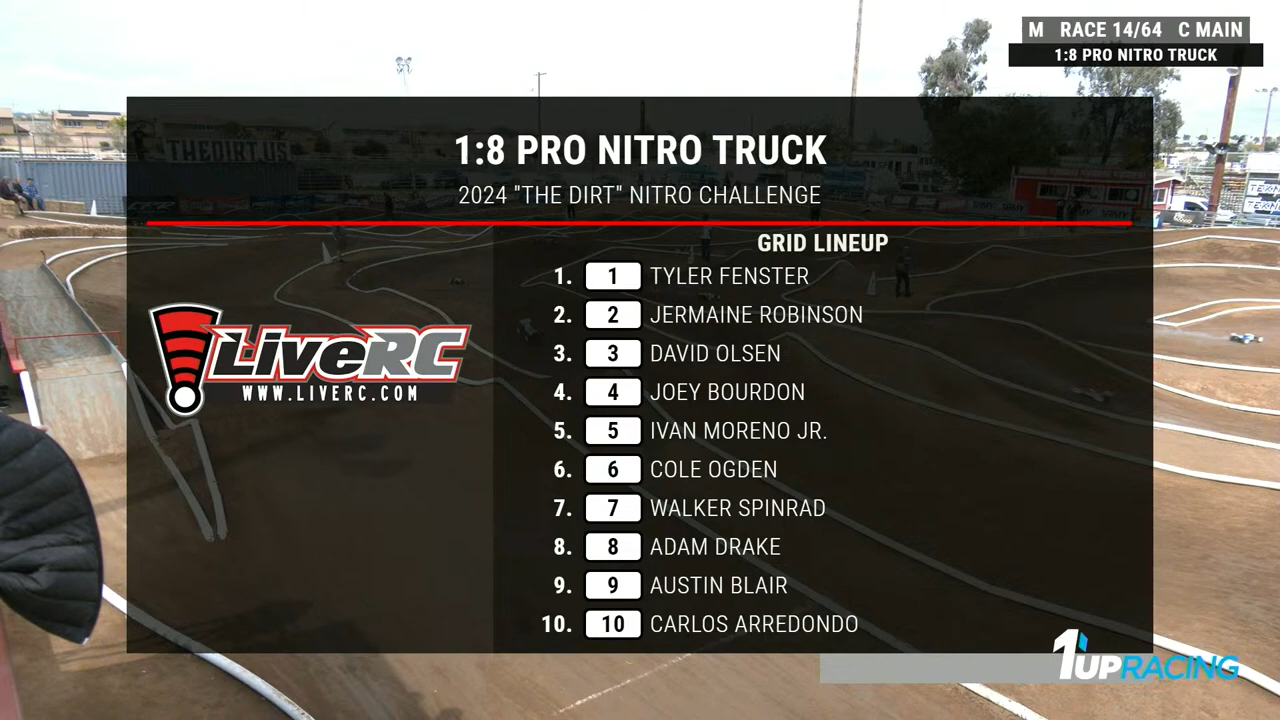 M RACE 14/64 C MAIN
1:8 PRO NITRO TRUCK
THEDIRT.US
1:8 PRO NITRO TRUCK
2024 "THE DIRT" NITRO CHALLENGE
GRID LINEUP
1. 1 TYLER FENSTER
2. 2 JERMAINE ROBINSON
3. 3 DAVID OLSEN
4. 4 JOEY BOURDON
5. 5 IVAN MORENO JR.
6. 6 COLE OGDEN
7. 7 WALKER SPINRAD
8. 8 ADAM DRAKE
9. 9 AUSTIN BLAIR
10. 10 CARLOS ARREDONDO
LiveRC
WWW.LIVERC.COM
1UPRACING